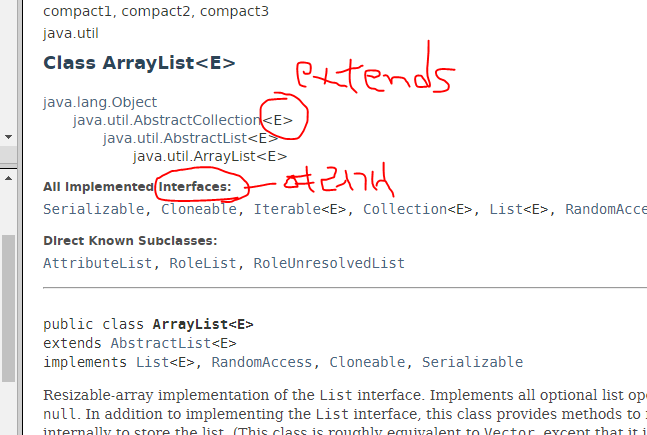 compact1, compact2, compact3
java.util
Class ArrayList<E>
extends
java.lang.Object
java.util.AbstractCollection<E>
java.util.AbstractList<E>
java.util.ArrayList<E>
All Implemented Interfaces:
Serializable, Cloneable, Iterable<E>, Collection<E>, List<E>, RandomAcce
Direct Known Subclasses:
AttributeList, RoleList, RoleUnresolvedList
public class ArrayList<E>
extends AbstractList<E>
implements List<E>, RandomAccess, Cloneable, Serializable
Resizable-array implementation of the List interface. Implements all optional list op
null. In addition to implementing the List interface, this class provides methods to
internally to store the list. (This class is roughly equivalent to Vector, except that it i